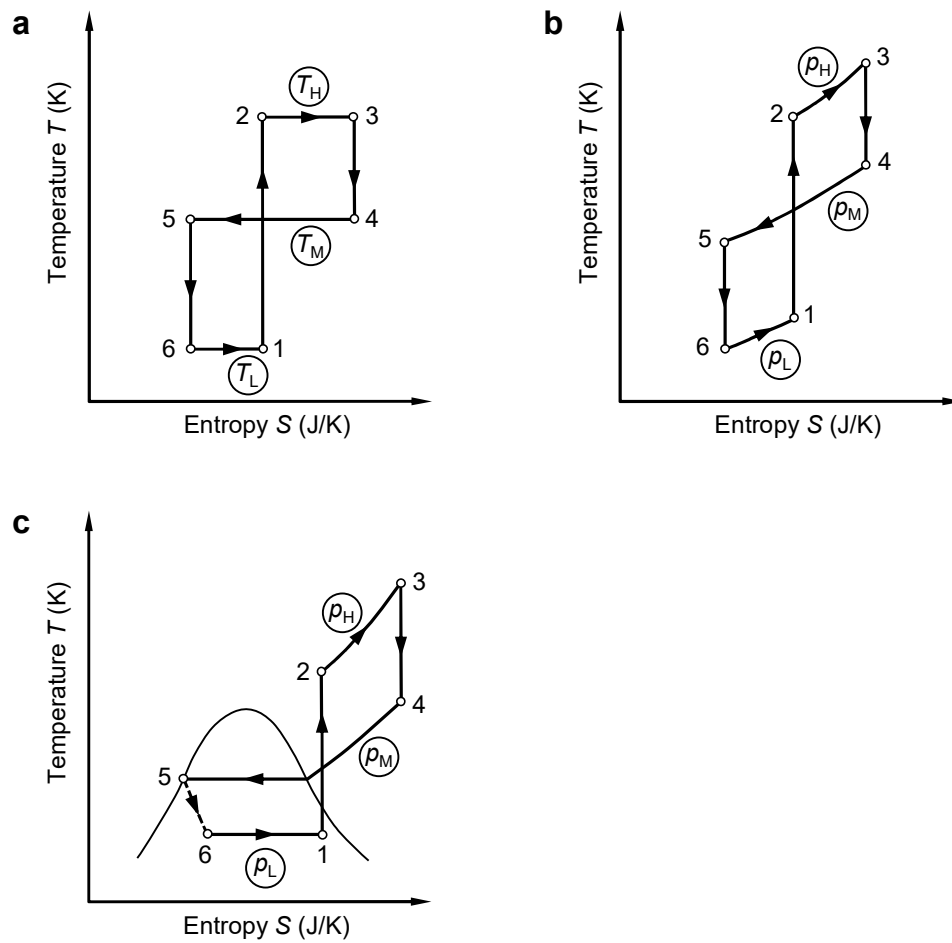 a
Temperature T (K)
T_H
2
3
5
4
T_M
6
1
T_L
Entropy S (J/K)
b
Temperature T (K)
p_H
3
2
4
p_M
5
1
6
p_L
Entropy S (J/K)
c
Temperature T (K)
3
p_H
2
4
p_M
5
6
1
p_L
Entropy S (J/K)